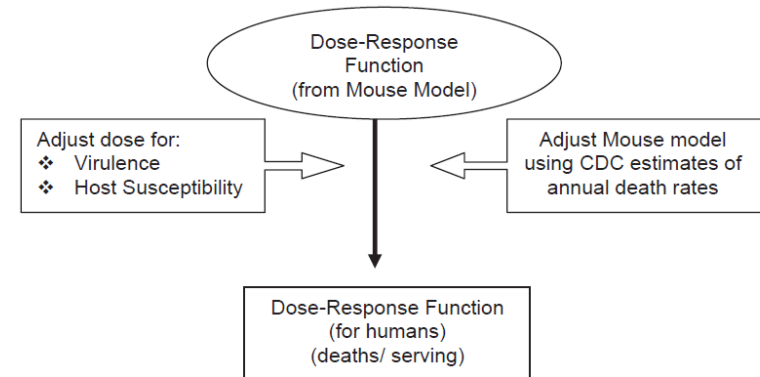 Dose-Response
Function
(from Mouse Model)
Adjust dose for:
❖ Virulence
❖ Host Susceptibility
Adjust Mouse model
using CDC estimates of
annual death rates
Dose-Response Function
(for humans)
(deaths/ serving)